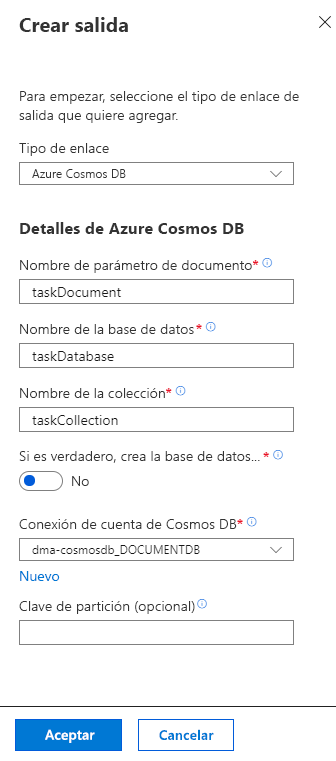 Crear salida
Para empezar, seleccione el tipo de enlace de
salida que quiere agregar.
Tipo de enlace
Azure Cosmos DB
Detalles de Azure Cosmos DB
Nombre de parámetro de documento*
taskDocument
Nombre de la base de datos*
taskDatabase
Nombre de la colección*
taskCollection
Si es verdadero, crea la base de datos... *
No
Conexión de cuenta de Cosmos DB*
dma-cosmosdb_DOCUMENTDB
Nuevo
Clave de partición (opcional)
Aceptar
Cancelar